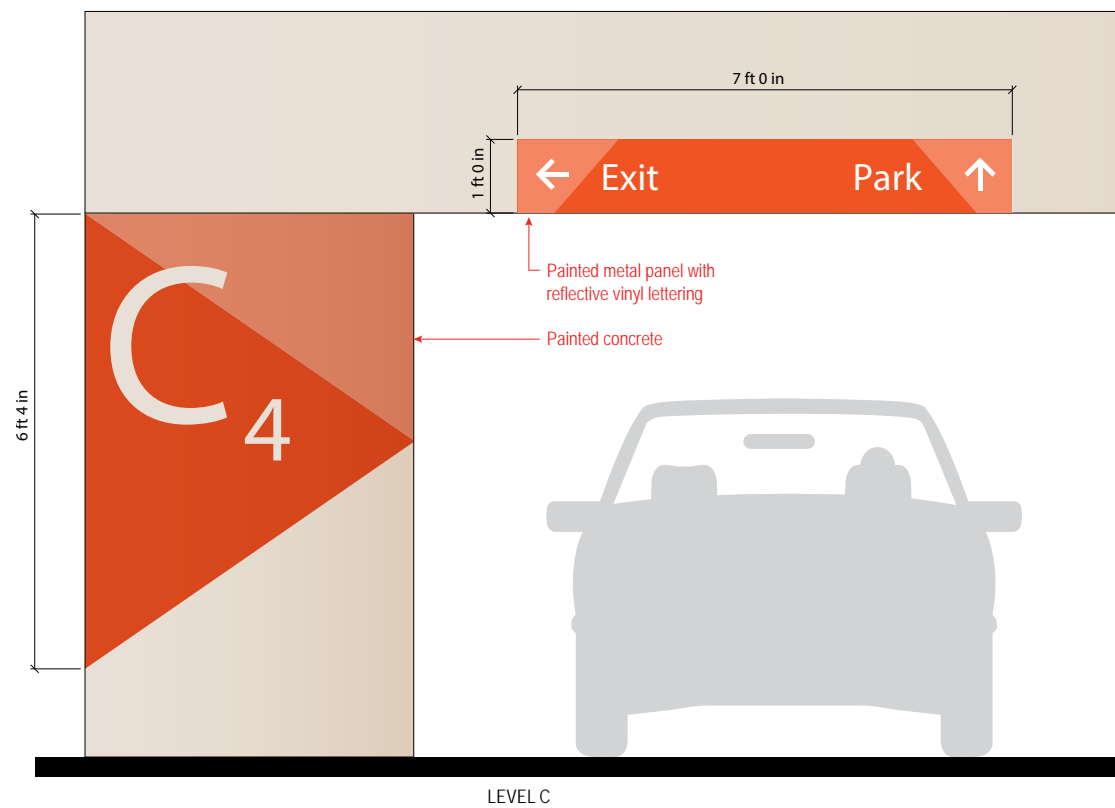 7 ft 0 in
1 ft 0 in
← Exit Park ↑
Painted metal panel with
reflective vinyl lettering
Painted concrete
C
4
6 ft 4 in
LEVEL C